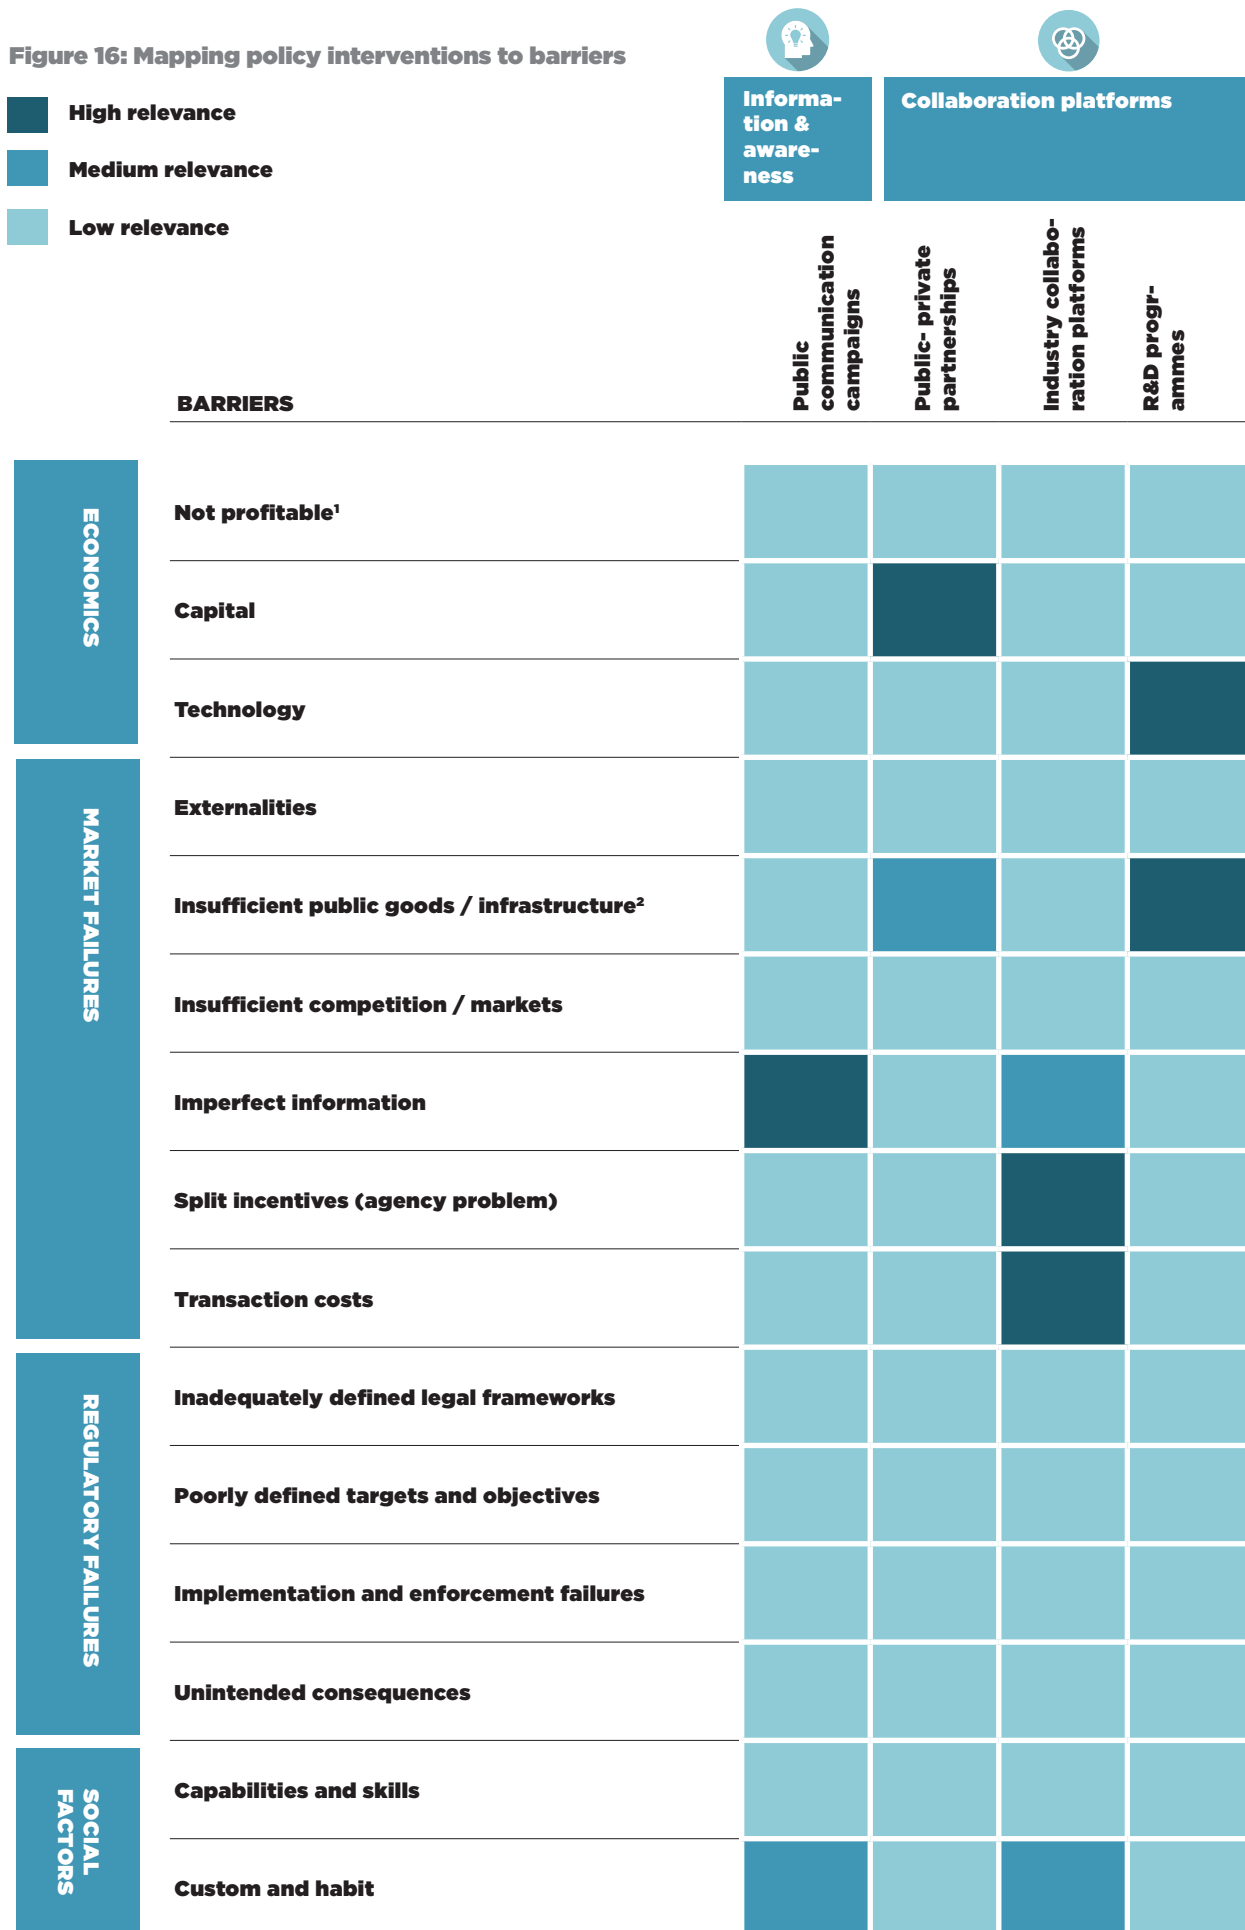 Figure 16: Mapping policy interventions to barriers
High relevance
Medium relevance
Low relevance
Informa-
tion &
aware-
ness
Collaboration platforms
Public
communication
campaigns
Public- private
partnerships
Industry collabo-
ration platforms
R&D progr-
ammes
BARRIERS
ECONOMICS
Not profitable¹
Capital
Technology
MARKET FAILURES
Externalities
Insufficient public goods / infrastructure²
Insufficient competition / markets
Imperfect information
Split incentives (agency problem)
Transaction costs
REGULATORY FAILURES
Inadequately defined legal frameworks
Poorly defined targets and objectives
Implementation and enforcement failures
Unintended consequences
SOCIAL
FACTORS
Capabilities and skills
Custom and habit